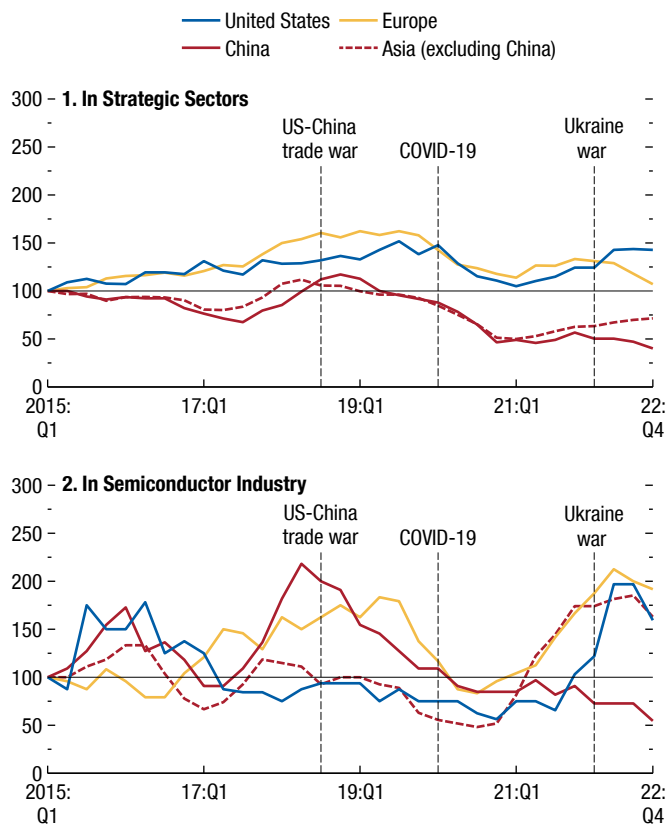 United States
Europe
China
Asia (excluding China)
300
1. In Strategic Sectors
US-China
trade war
COVID-19
Ukraine
war
250
200
150
100
50
0
2015:
Q1
17:Q1
19:Q1
21:Q1
22:
Q4
300
2. In Semiconductor Industry
US-China
trade war
COVID-19
Ukraine
war
250
200
150
100
50
0
2015:
Q1
17:Q1
19:Q1
21:Q1
22:
Q4